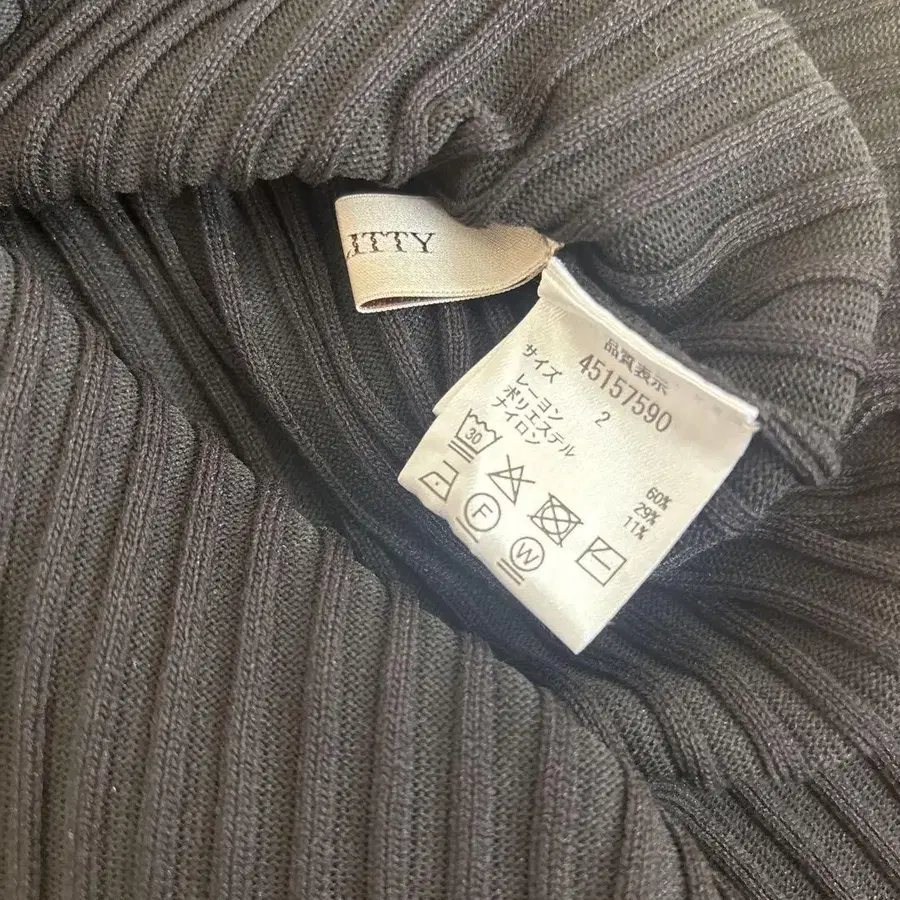 ITTY
品質表示
45157590
サイズ 2
レーヨン 60%
ポリエステル 29%
ナイロン 11%
30
F
W